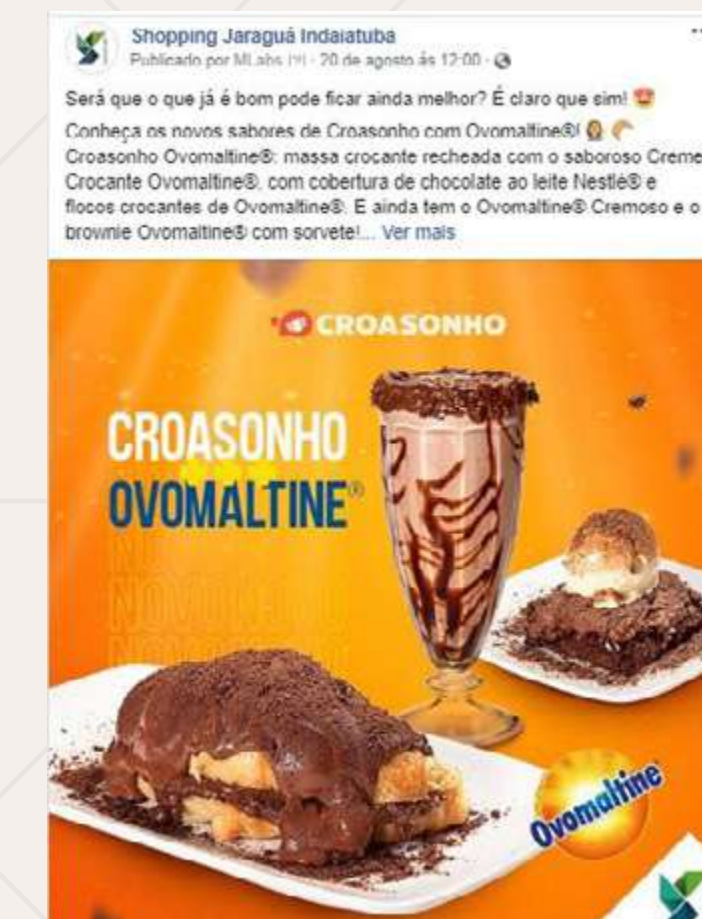 Shopping Jaraguá Indaiatuba
Publicado por MLabs [?] · 20 de agosto ás 12:00 ·
Será que o que já é bom pode ficar ainda melhor? É claro que sim!
Conheça os novos sabores de Croasonho com Ovomaltine®!
Croasonho Ovomaltine®: massa crocante recheada com o saboroso Creme
Crocante Ovomaltine®, com cobertura de chocolate ao leite Nestlé® e
flocos crocantes de Ovomaltine®. E ainda tem o Ovomaltine® Cremoso e o
brownie Ovomaltine® com sorvete!... Ver mais
CROASONHO
CROASONHO
OVOMALTINE®
Ovomaltine